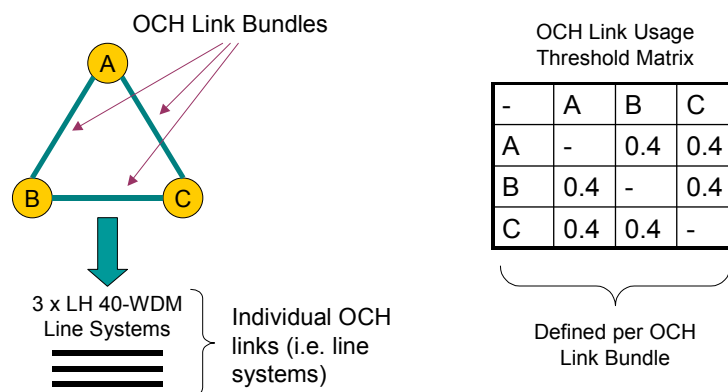 OCH Link Bundles
A
B
C
3 x LH 40-WDM
Line Systems
Individual OCH
links (i.e. line
systems)
OCH Link Usage
Threshold Matrix
- A B C
A - 0.4 0.4
B 0.4 - 0.4
C 0.4 0.4 -
Defined per OCH
Link Bundle